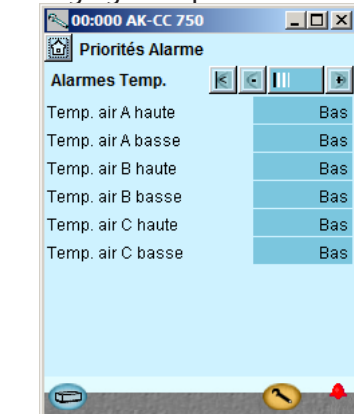 00:000 AK-CC 750
Priorités Alarme
Alarmes Temp.
Temp. air A haute Bas
Temp. air A basse Bas
Temp. air B haute Bas
Temp. air B basse Bas
Temp. air C haute Bas
Temp. air C basse Bas